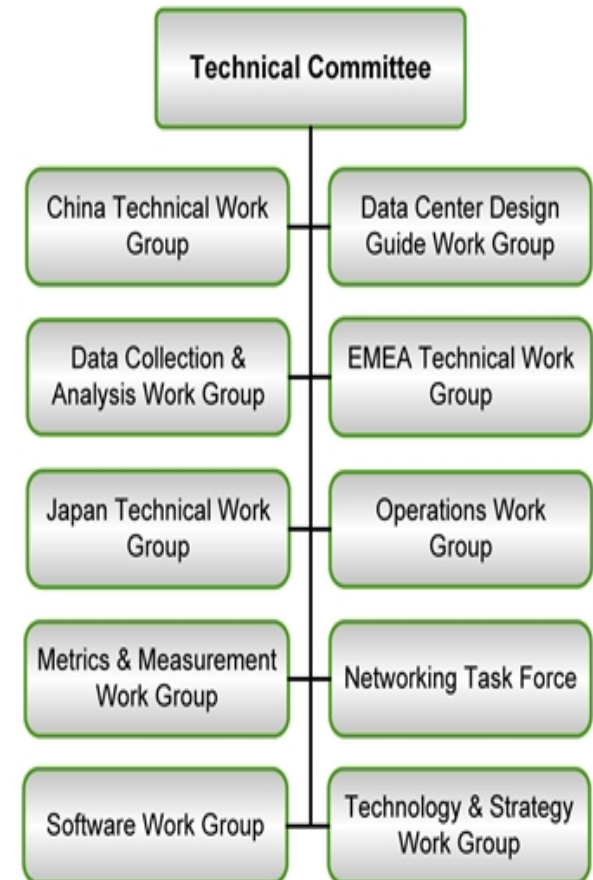 Technical Committee
China Technical Work
Group
Data Center Design
Guide Work Group
Data Collection &
Analysis Work Group
EMEA Technical Work
Group
Japan Technical Work
Group
Operations Work
Group
Metrics & Measurement
Work Group
Networking Task Force
Software Work Group
Technology & Strategy
Work Group